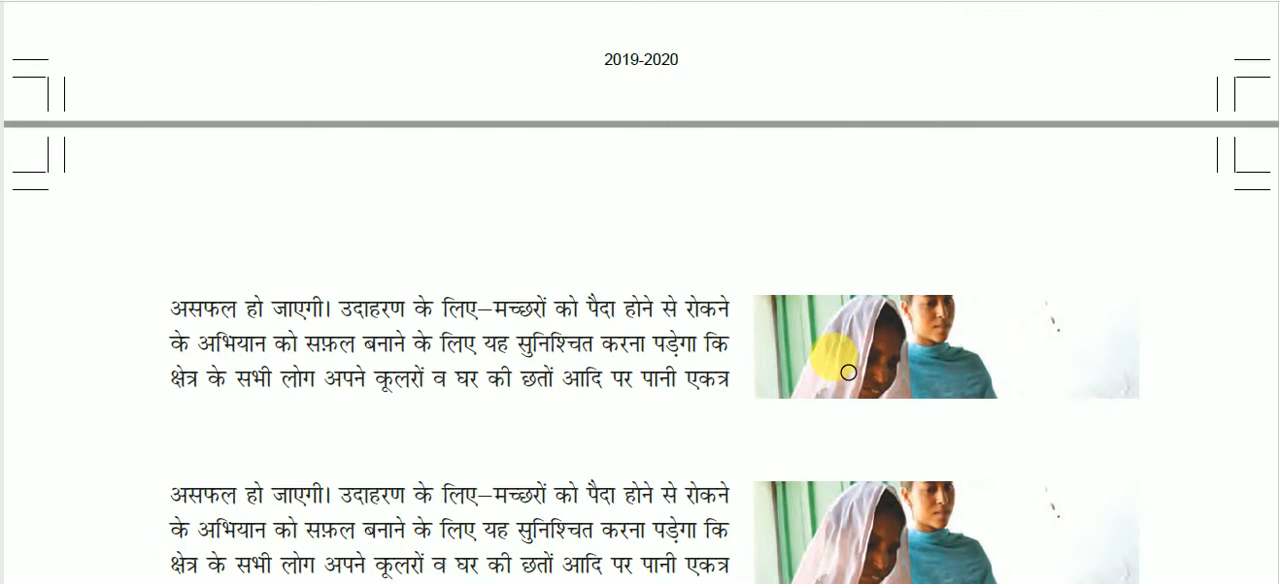 2019-2020
असफल हो जाएगी। उदाहरण के लिए–मच्छरों को पैदा होने से रोकने
के अभियान को सफ़ल बनाने के लिए यह सुनिश्चित करना पड़ेगा कि
क्षेत्र के सभी लोग अपने कूलरों व घर की छतों आदि पर पानी एकत्र
असफल हो जाएगी। उदाहरण के लिए–मच्छरों को पैदा होने से रोकने
के अभियान को सफ़ल बनाने के लिए यह सुनिश्चित करना पड़ेगा कि
क्षेत्र के सभी लोग अपने कूलरों व घर की छतों आदि पर पानी एकत्र